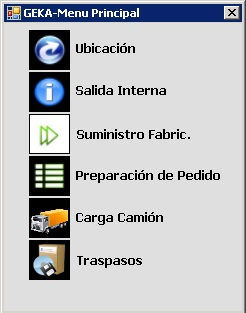 GEKA-Menu Principal
Ubicación
Salida Interna
Suministro Fabric.
Preparación de Pedido
Carga Camión
Traspasos